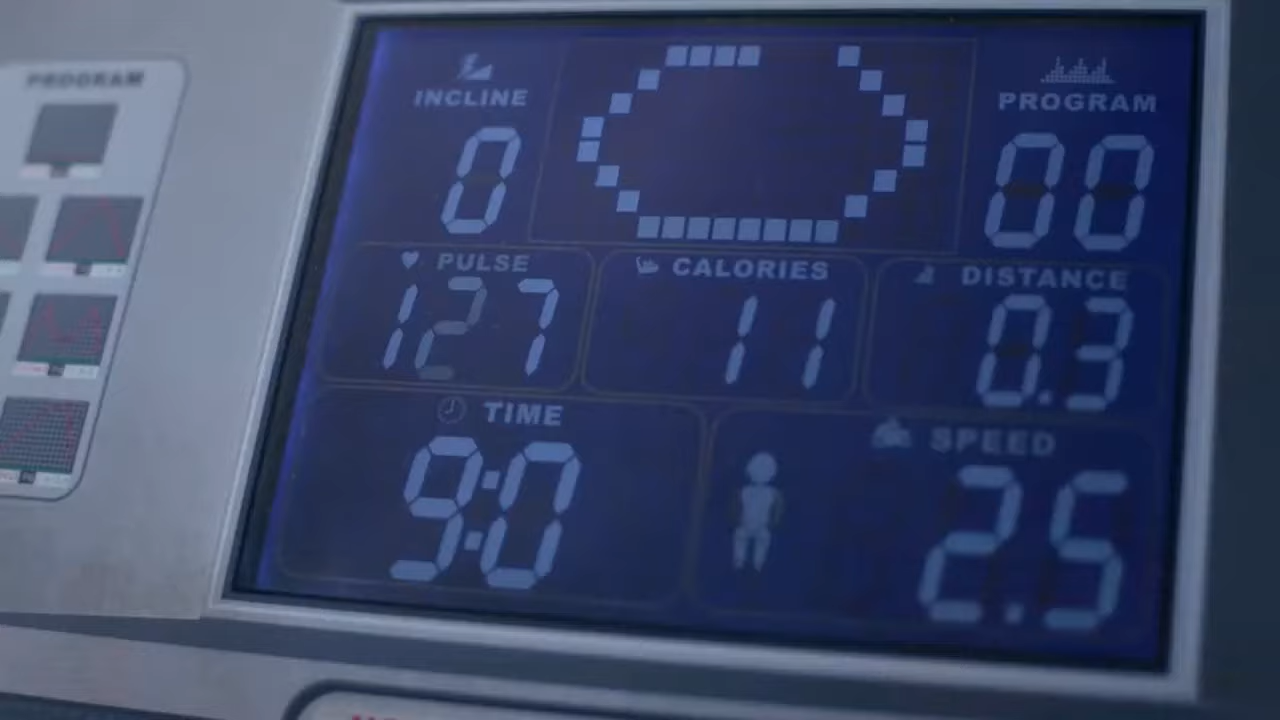 PROGRAM
INCLINE
0
PROGRAM
00
PULSE
127
CALORIES
11
DISTANCE
0.3
TIME
9:0
SPEED
2.5